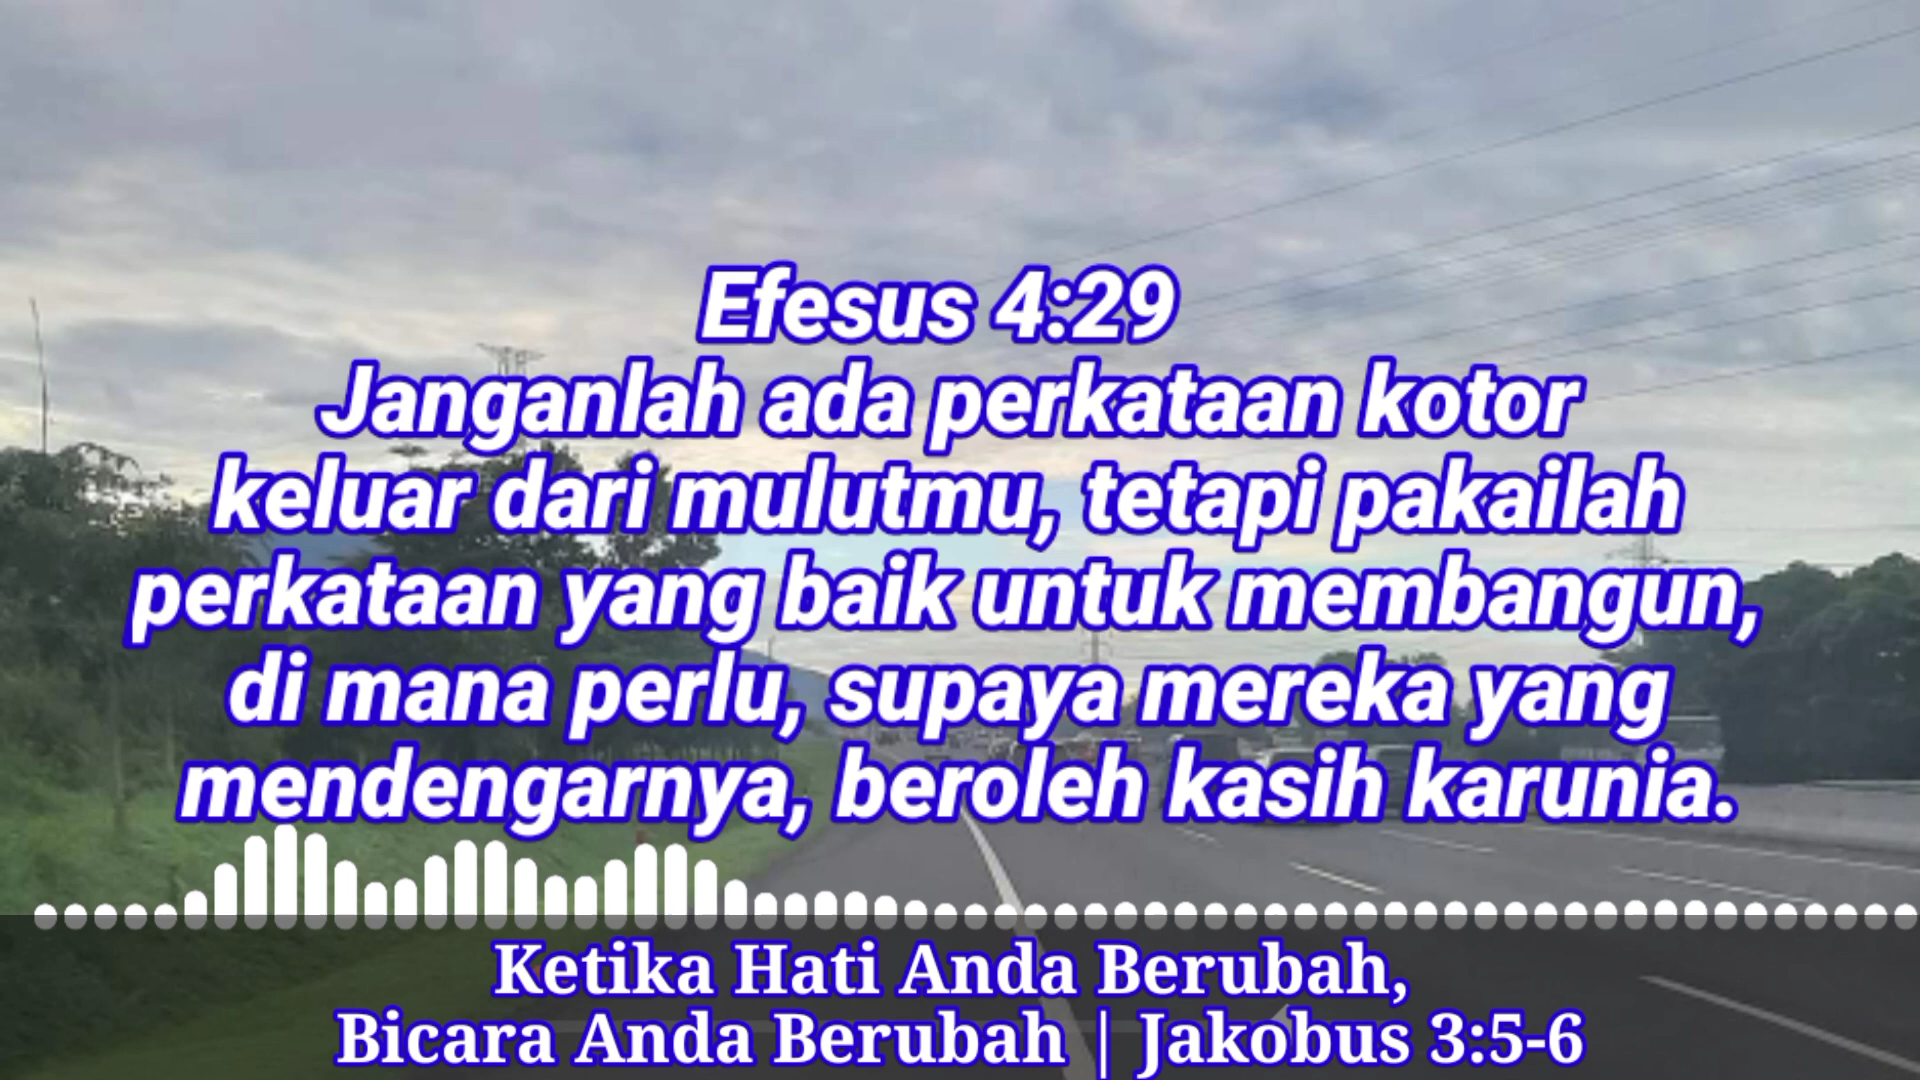 Efesus 4:29
Janganlah ada perkataan kotor
keluar dari mulutmu, tetapi pakailah
perkataan yang baik untuk membangun,
di mana perlu, supaya mereka yang
mendengarnya, beroleh kasih karunia.
Ketika Hati Anda Berubah,
Bicara Anda Berubah | Jakobus 3:5-6